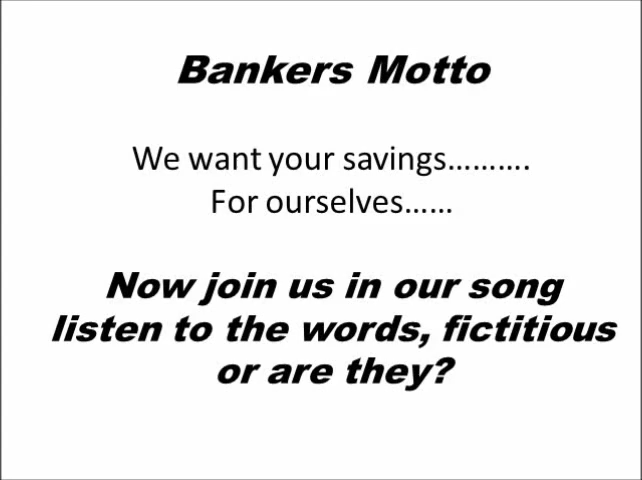 Bankers Motto
We want your savings……….
For ourselves……
Now join us in our song
listen to the words, fictitious
or are they?